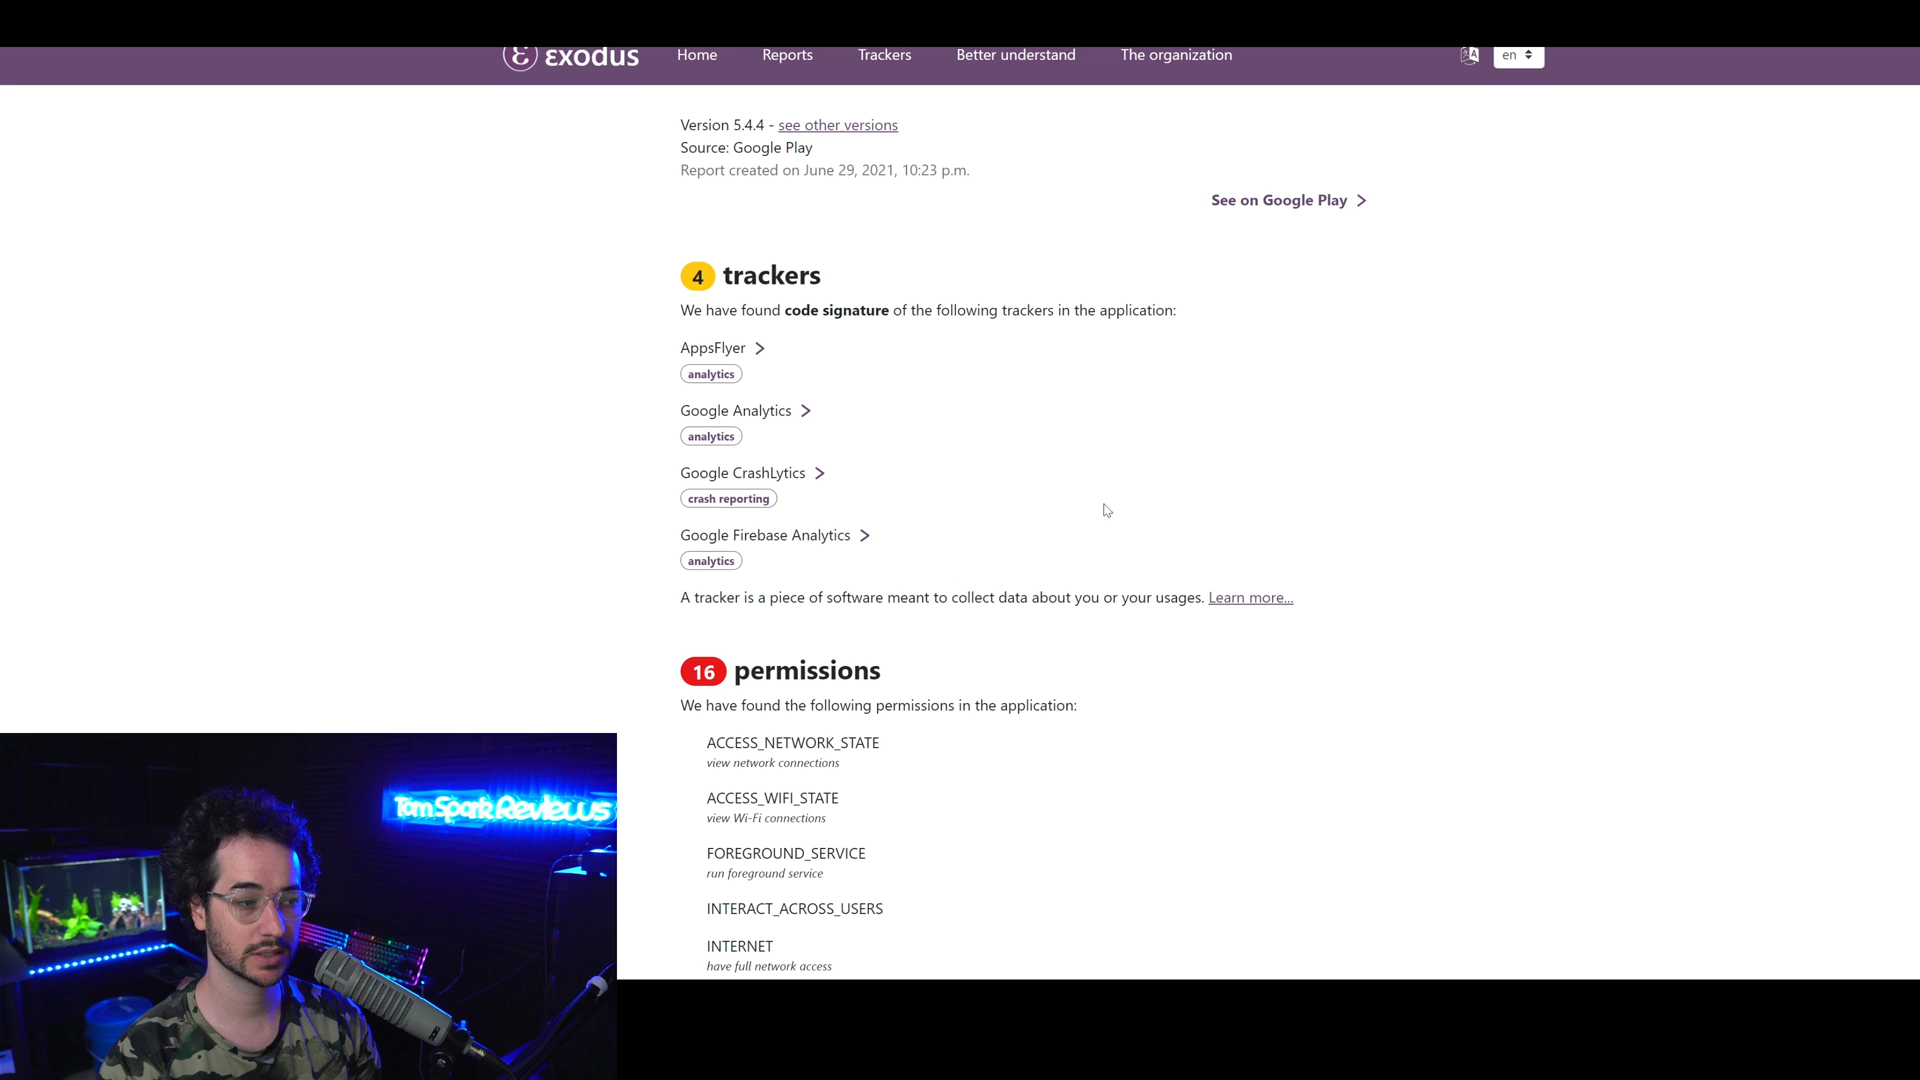 εxodus Home Reports Trackers Better understand The organization en
Version 5.4.4 - see other versions
Source: Google Play
Report created on June 29, 2021, 10:23 p.m.
See on Google Play
4 trackers
We have found code signature of the following trackers in the application:
AppsFlyer
analytics
Google Analytics
analytics
Google CrashLytics
crash reporting
Google Firebase Analytics
analytics
A tracker is a piece of software meant to collect data about you or your usages. Learn more...
16 permissions
We have found the following permissions in the application:
ACCESS_NETWORK_STATE
view network connections
ACCESS_WIFI_STATE
view Wi-Fi connections
FOREGROUND_SERVICE
run foreground service
INTERACT_ACROSS_USERS
INTERNET
have full network access
Tom Spark Reviews